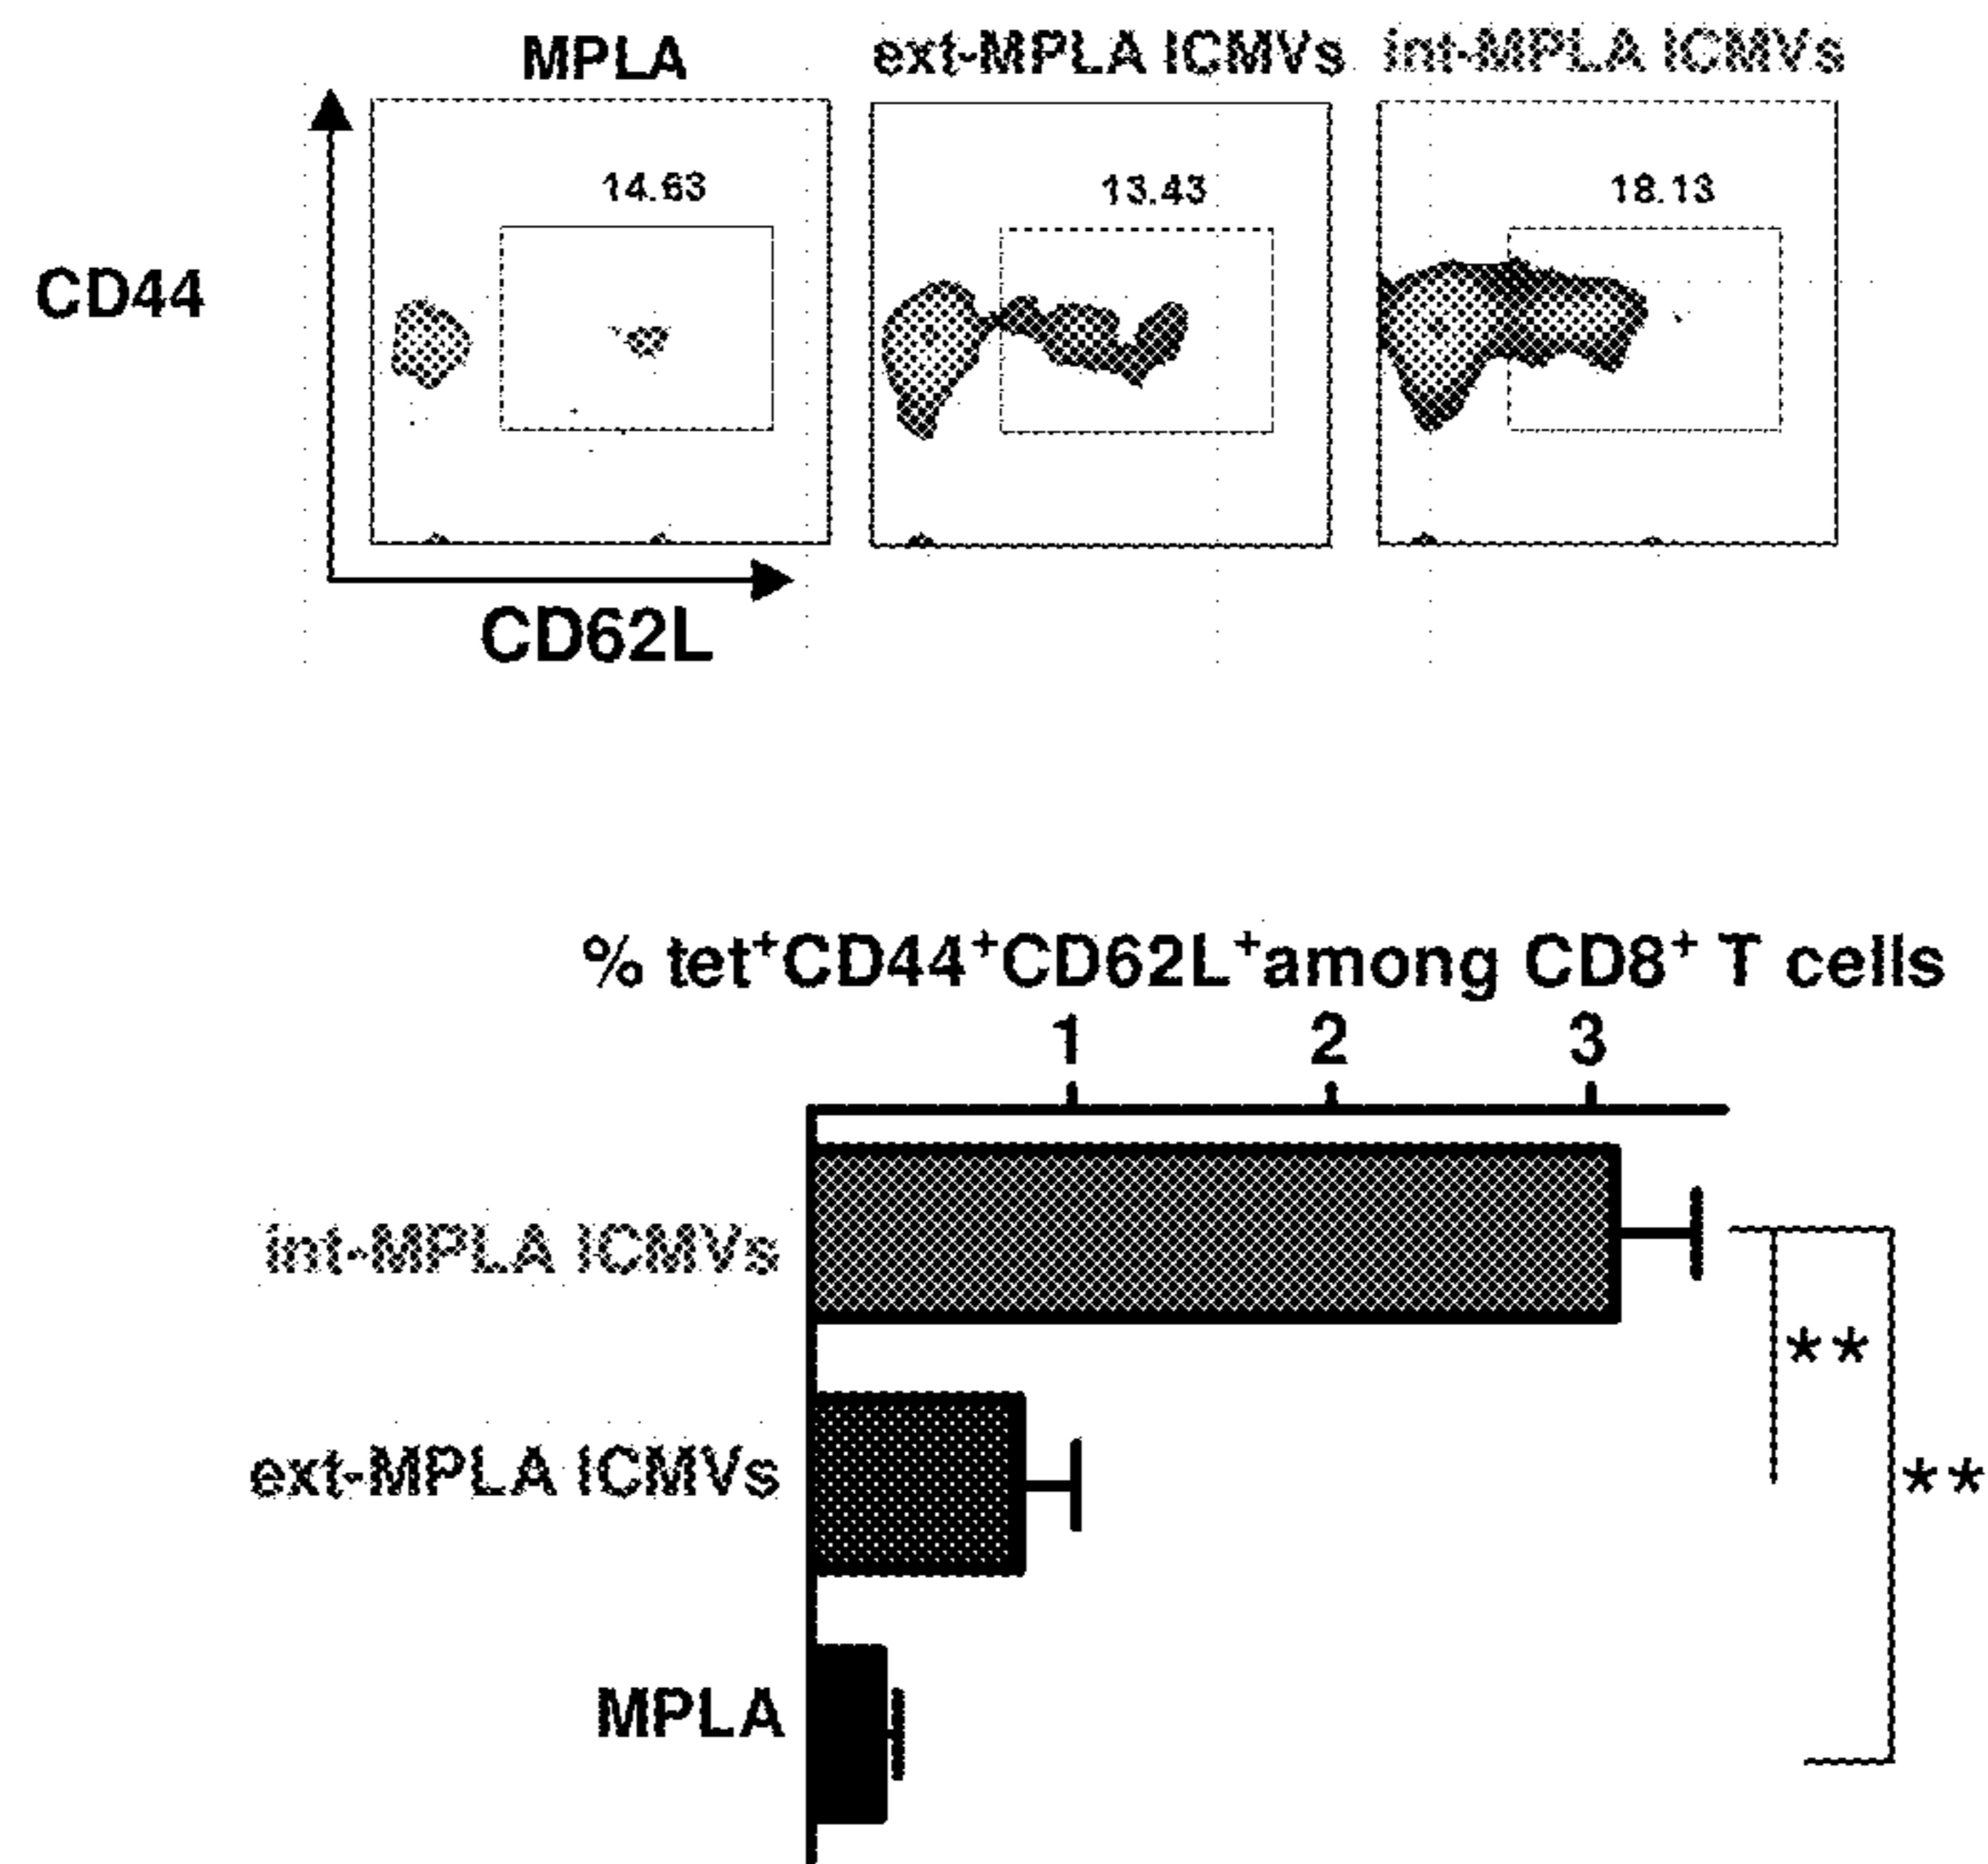 MPLA ext-MPLA ICMVs int-MPLA ICMVs
14.63 13.43 18.13
CD44
CD62L
% tet⁺CD44⁺CD62L⁺among CD8⁺ T cells
1 2 3
int-MPLA ICMVs
**
ext-MPLA ICMVs
**
MPLA